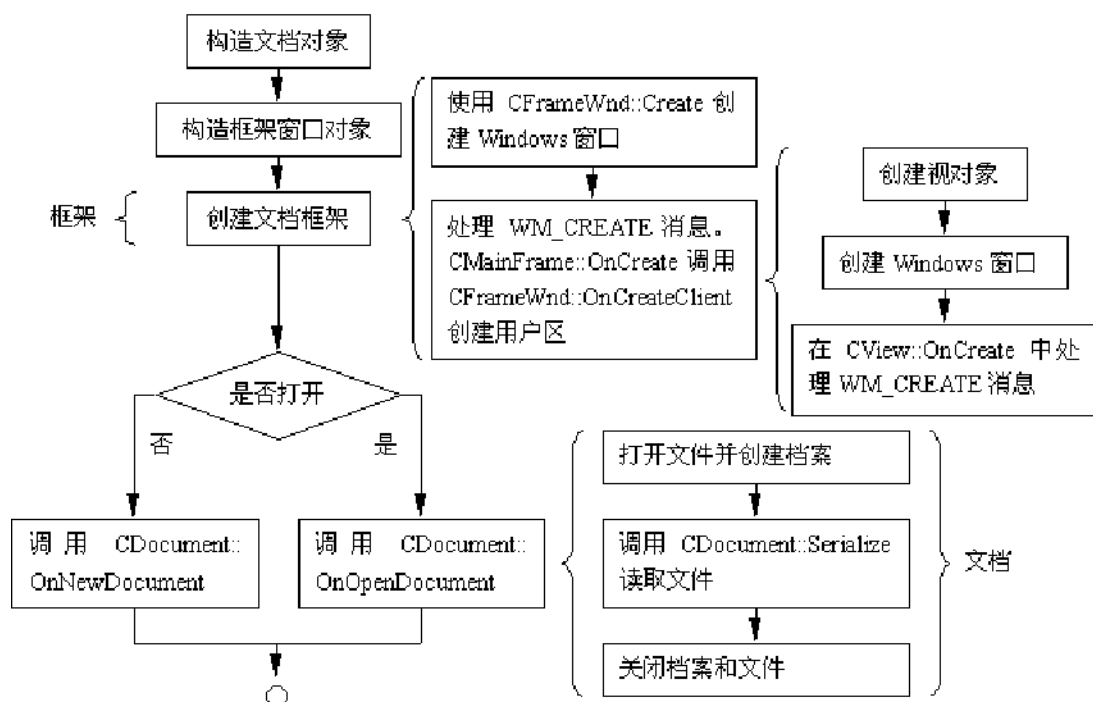 构造文档对象
构造框架窗口对象
框架
创建文档框架
使用 CFrameWnd::Create 创
建 Windows 窗口
处理 WM_CREATE 消息。
CMainFrame::OnCreate 调用
CFrameWnd::OnCreateClient
创建用户区
创建视对象
创建 Windows 窗口
在 CView::OnCreate 中处
理 WM_CREATE 消息
是否打开
否
是
调用 CDocument::
OnNewDocument
调用 CDocument::
OnOpenDocument
打开文件并创建档案
调用 CDocument::Serialize
读取文件
关闭档案和文件
文档